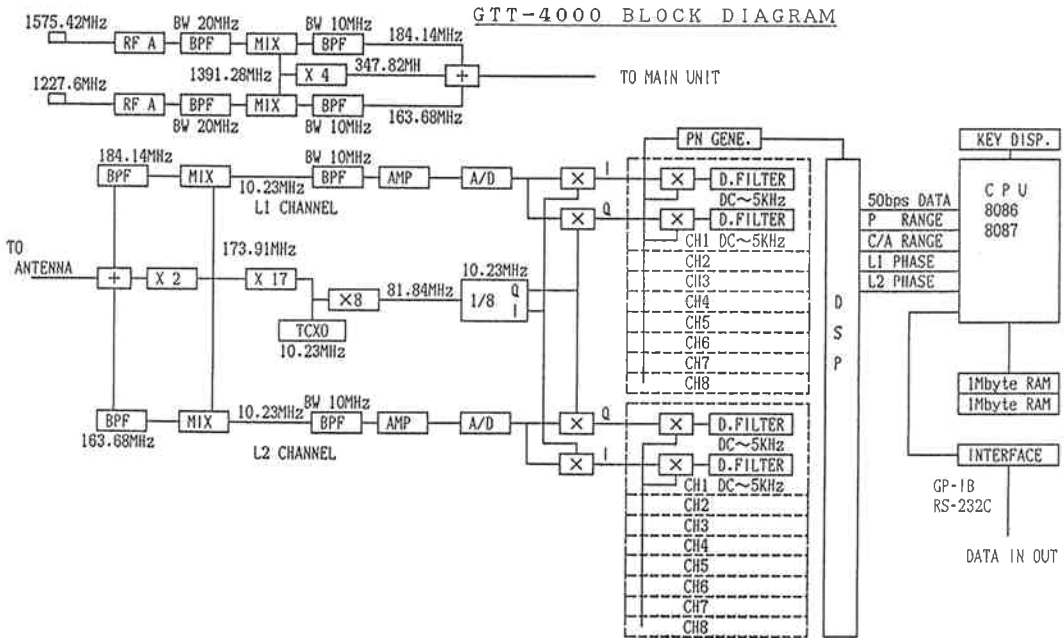 GTT-4000 BLOCK DIAGRAM
1575.42MHz
RF A
BW 20MHz
BPF
MIX
BW 10MHz
BPF
184.14MHz
1391.28MHz
X 4
347.82MH
+
TO MAIN UNIT
1227.6MHz
RF A
BPF
BW 20MHz
MIX
BPF
BW 10MHz
163.68MHz
184.14MHz
BPF
MIX
10.23MHz
BW 10MHz
BPF
AMP
A/D
L1 CHANNEL
×
I
×
Q
TO
ANTENNA
+
X 2
173.91MHz
X 17
×8
TCXO
10.23MHz
81.84MHz
10.23MHz
1/8
Q
I
BPF
163.68MHz
MIX
10.23MHz
BW 10MHz
BPF
AMP
A/D
L2 CHANNEL
×
Q
×
I
PN GENE.
×
D.FILTER
DC~5KHz
×
D.FILTER
CH1 DC~5KHz
CH2
CH3
CH4
CH5
CH6
CH7
CH8
×
D.FILTER
DC~5KHz
×
D.FILTER
CH1 DC~5KHz
CH2
CH3
CH4
CH5
CH6
CH7
CH8
D
S
P
50bps DATA
P RANGE
C/A RANGE
L1 PHASE
L2 PHASE
KEY DISP.
C P U
8086
8087
1Mbyte RAM
1Mbyte RAM
INTERFACE
GP-IB
RS-232C
DATA IN OUT